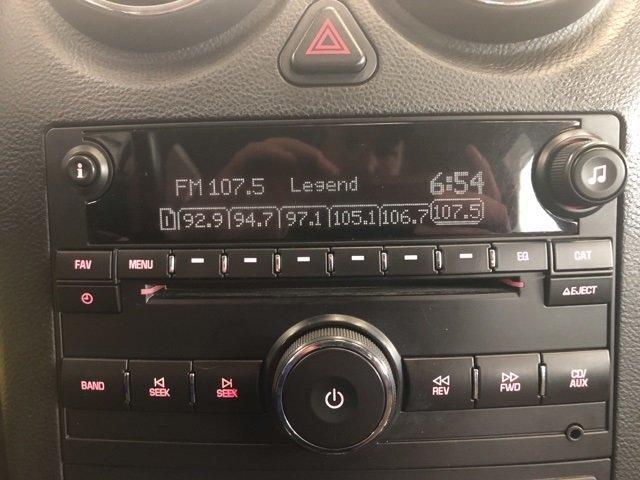 FM 107.5 Legend 6:54
1 92.9 94.7 97.1 105.1 106.7 107.5
FAV MENU EQ CAT
EJECT
BAND SEEK SEEK REV FWD CD/AUX